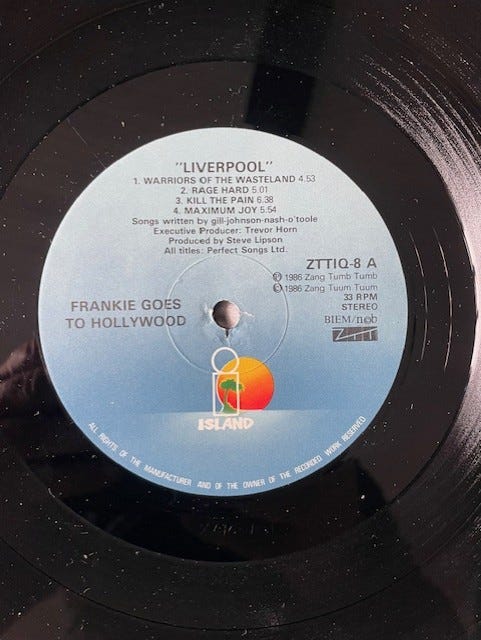 "LIVERPOOL"
1. WARRIORS OF THE WASTELAND 4.53
2. RAGE HARD 5.01
3. KILL THE PAIN 6.38
4. MAXIMUM JOY 5.54
Songs written by gill-johnson-nash-o'toole
Executive Producer: Trevor Horn
Produced by Steve Lipson
All titles: Perfect Songs Ltd.
ZTTIQ-8 A
℗ 1986 Zang Tumb Tumb
© 1986 Zang Tuum Tuum
33 RPM
STEREO
BIEM/ncb
ZTT
FRANKIE GOES
TO HOLLYWOOD
ISLAND
ALL RIGHTS OF THE MANUFACTURER AND OF THE OWNER OF THE RECORDED WORK RESERVED